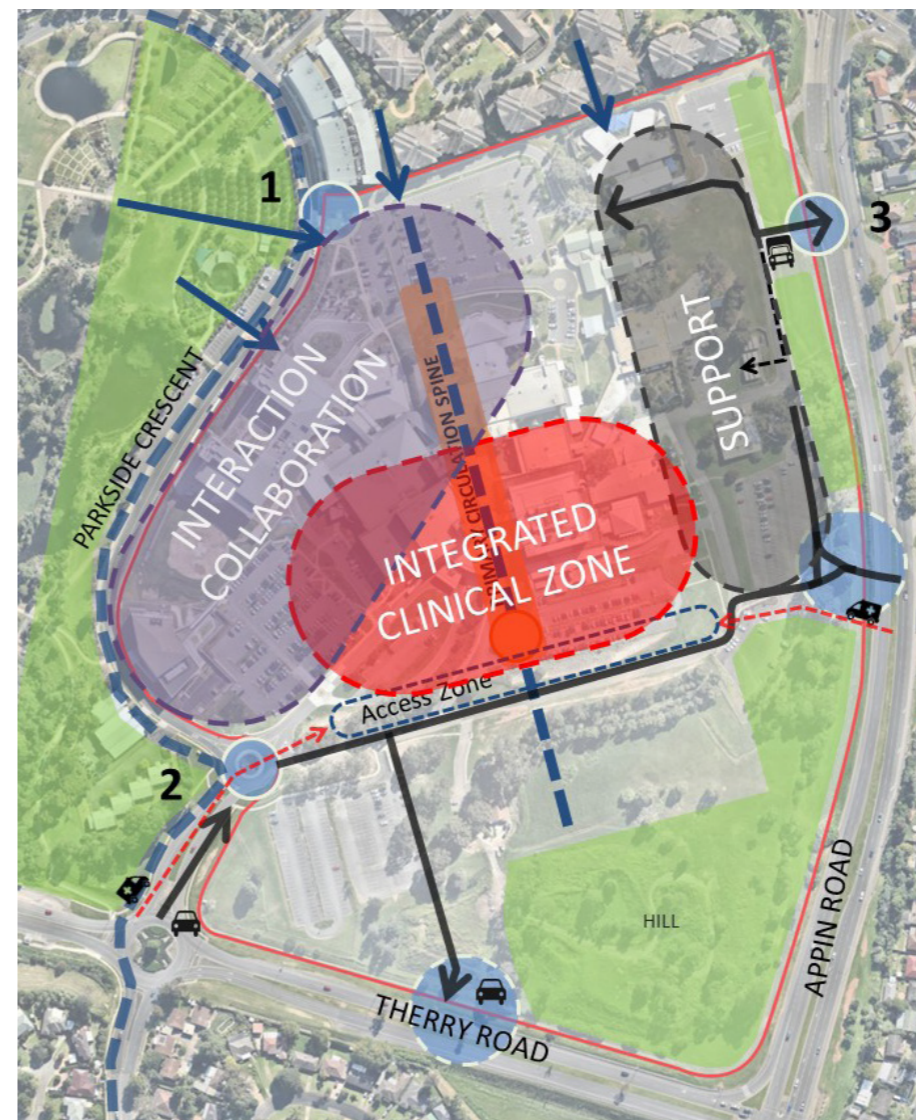 1
3
PARKSIDE CRESCENT
INTERACTION
COLLABORATION
PRIMARY CIRCULATION SPINE
SUPPORT
INTEGRATED
CLINICAL ZONE
Access Zone
2
HILL
APPIN ROAD
THERRY ROAD